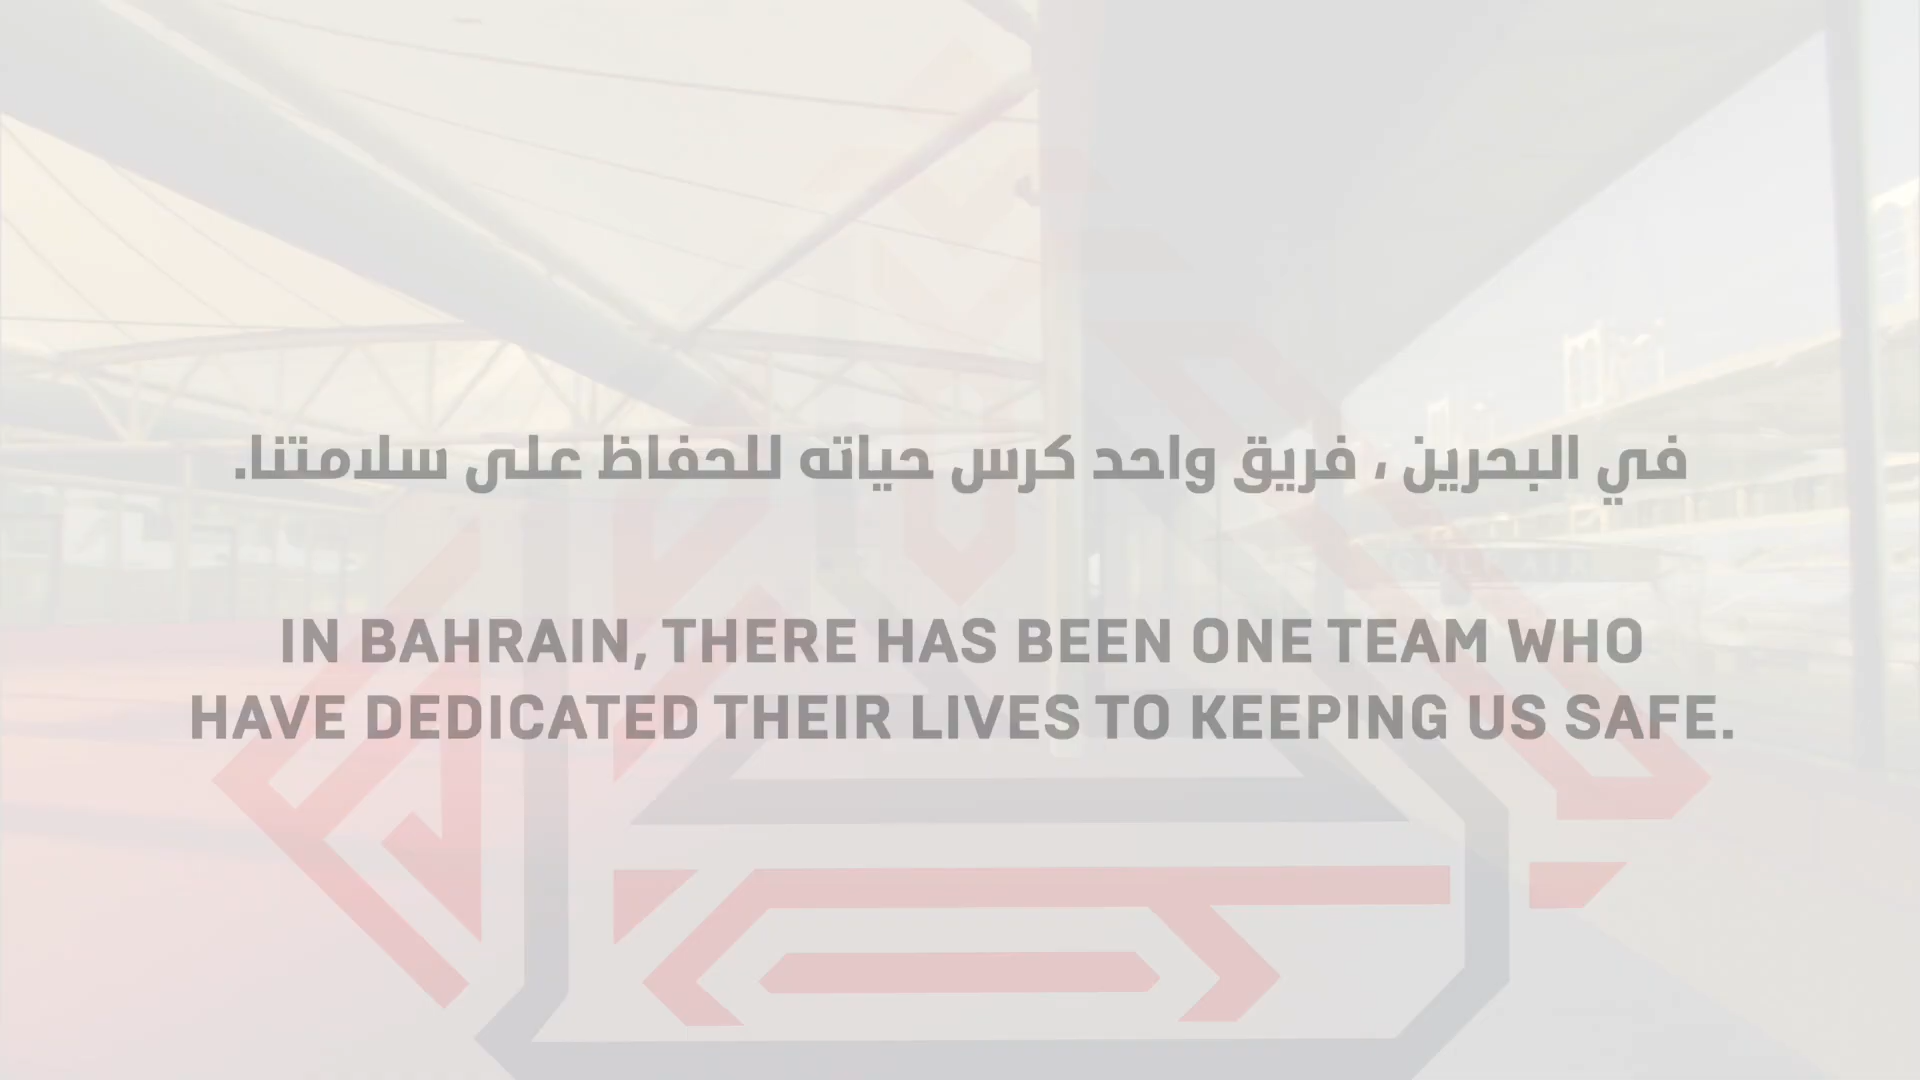 في البحرين ، فريق واحد كرس حياته للحفاظ على سلامتنا.
IN BAHRAIN, THERE HAS BEEN ONE TEAM WHO
HAVE DEDICATED THEIR LIVES TO KEEPING US SAFE.